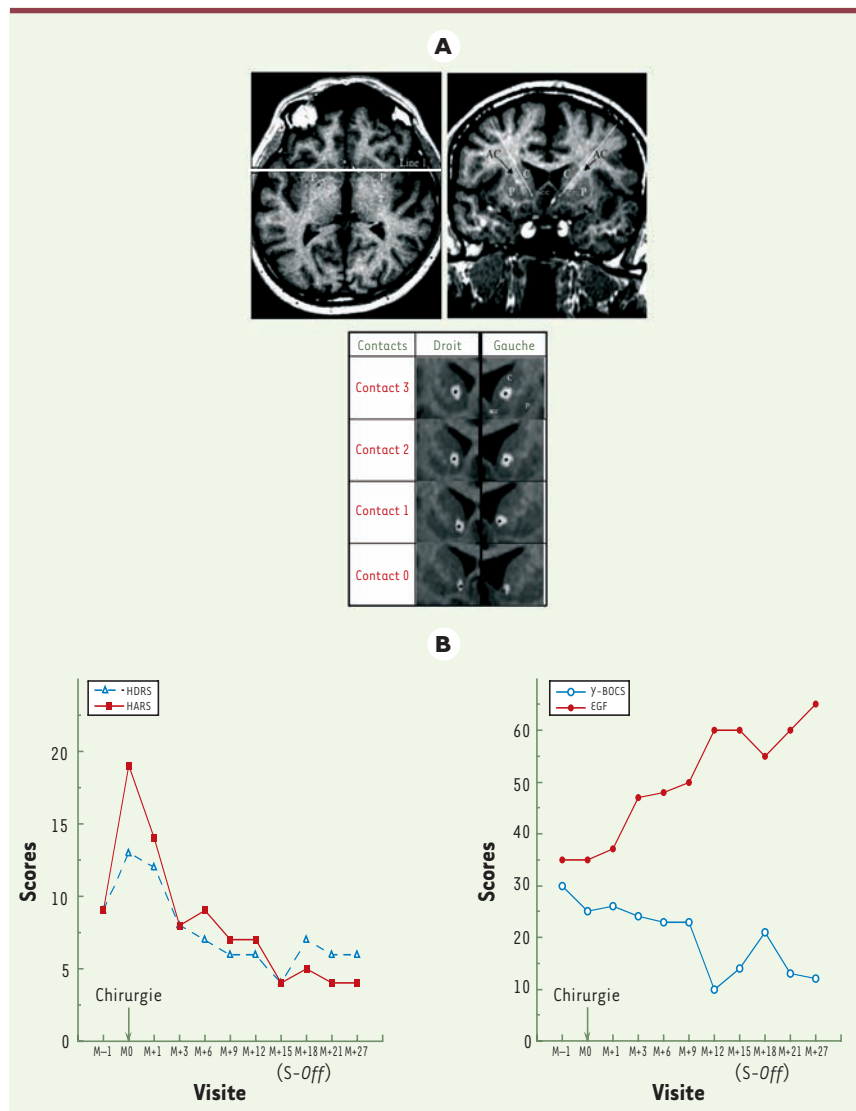 A
Line 1
P P
AC AC
C C
P P
acc
Contacts Droit Gauche
Contact 3
C
P
acc
Contact 2
Contact 1
Contact 0
B
HDRS
HARS
Scores
20
15
10
5
0
Chirurgie
M–1 M0 M+1 M+3 M+6 M+9 M+12 M+15 M+18 M+21 M+27
(S-Off)
Visite
Y-BOCS
EGF
Scores
60
50
40
30
20
10
0
Chirurgie
M–1 M0 M+1 M+3 M+6 M+9 M+12 M+15 M+18 M+21 M+27
(S-Off)
Visite